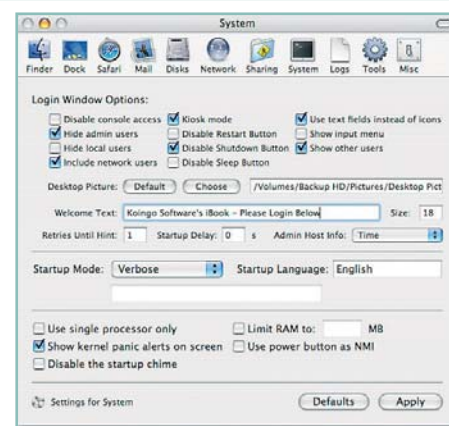 System
Finder Dock Safari Mail Disks Network Sharing System Logs Tools Misc
Login Window Options:
Disable console access Kiosk mode Use text fields instead of icons
Hide admin users Disable Restart Button Show input menu
Hide local users Disable Shutdown Button Show other users
Include network users Disable Sleep Button
Desktop Picture: Default Choose /Volumes/Backup HD/Pictures/Desktop Pict
Welcome Text: Koingo Software's iBook - Please Login Below Size: 18
Retries Until Hint: 1 Startup Delay: 0 s Admin Host Info: Time
Startup Mode: Verbose Startup Language: English
Use single processor only Limit RAM to: MB
Show kernel panic alerts on screen Use power button as NMI
Disable the startup chime
Settings for System Defaults Apply